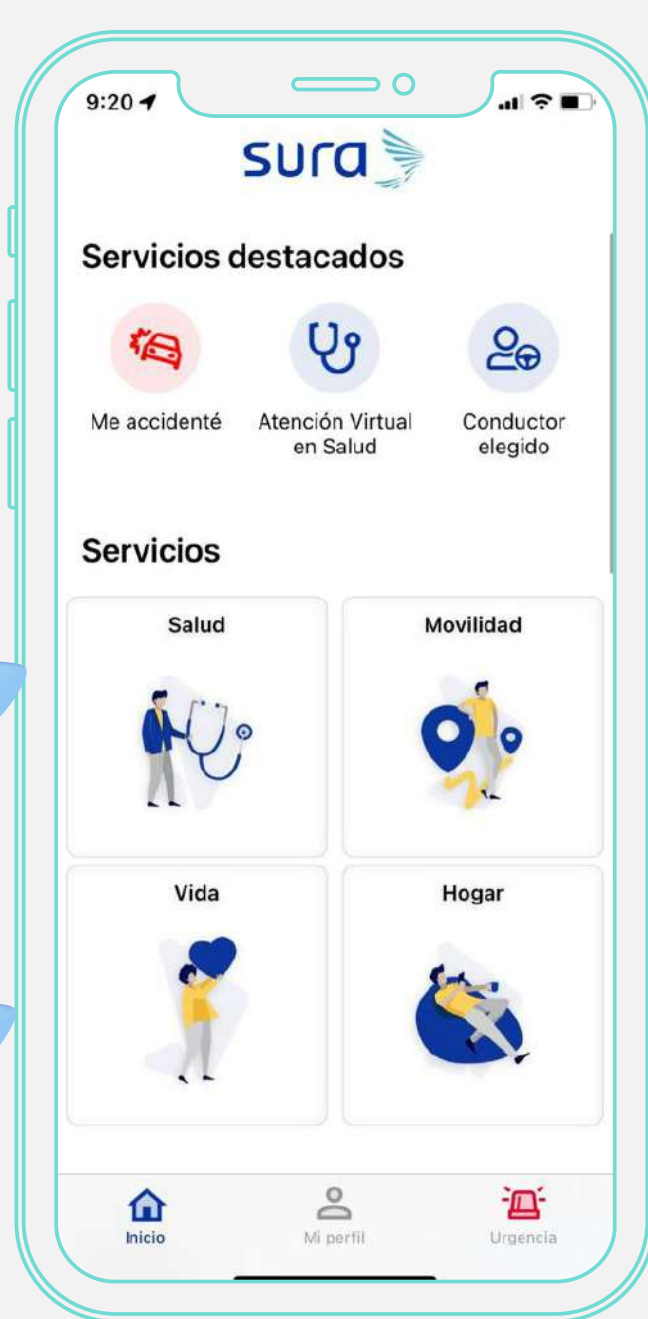 9:20
sura
Servicios destacados
Me accidenté
Atención Virtual
en Salud
Conductor
elegido
Servicios
Salud
Movilidad
Vida
Hogar
Inicio
Mi perfil
Urgencia